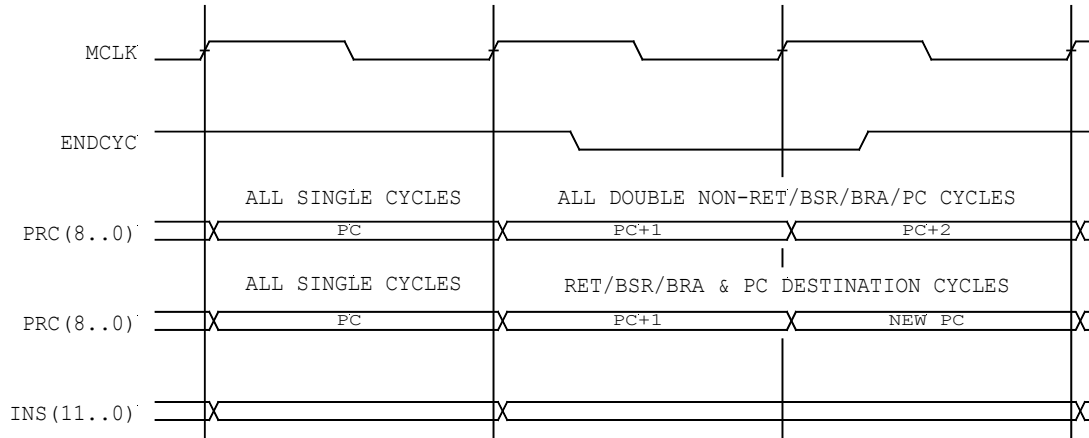 MCLK
ENDCYC
ALL SINGLE CYCLES ALL DOUBLE NON-RET/BSR/BRA/PC CYCLES
PRC(8..0) PC PC+1 PC+2
ALL SINGLE CYCLES RET/BSR/BRA & PC DESTINATION CYCLES
PRC(8..0) PC PC+1 NEW PC
INS(11..0)